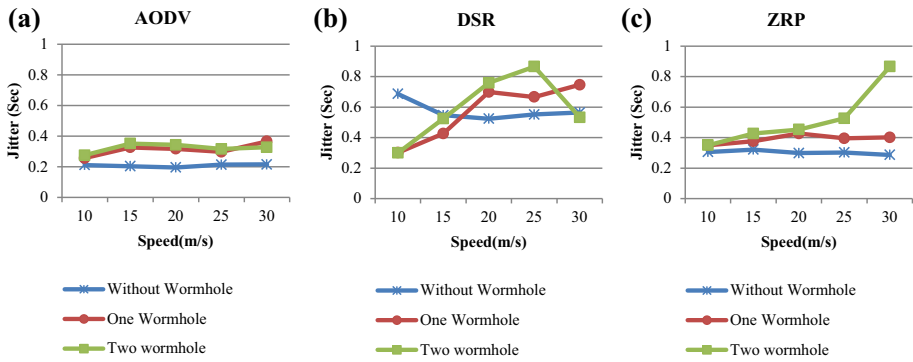 (a) AODV
Jitter (Sec)
1
0.8
0.6
0.4
0.2
0
10 15 20 25 30
Speed(m/s)
Without Wormhole
One Wormhole
Two wormhole
(b) DSR
Jitter (Sec)
1
0.8
0.6
0.4
0.2
0
10 15 20 25 30
Speed(m/s)
Without Wormhole
One Wormhole
Two wormhole
(c) ZRP
Jitter (Sec)
1
0.8
0.6
0.4
0.2
0
10 15 20 25 30
Speed(m/s)
Without Wormhole
One Wormhole
Two wormhole